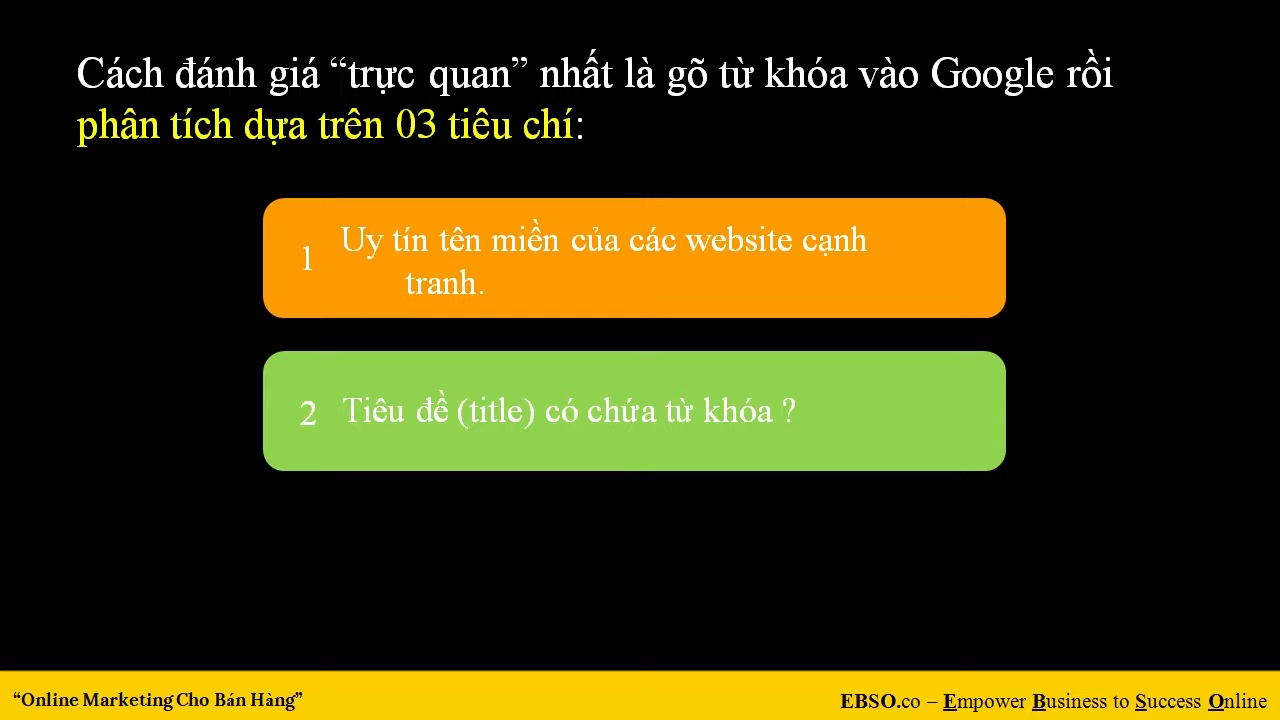 Cách đánh giá “trực quan” nhất là gõ từ khóa vào Google rồi
phân tích dựa trên 03 tiêu chí:
1 Uy tín tên miền của các website cạnh
tranh.
2 Tiêu đề (title) có chứa từ khóa ?
“Online Marketing Cho Bán Hàng”
EBSO.co – Empower Business to Success Online